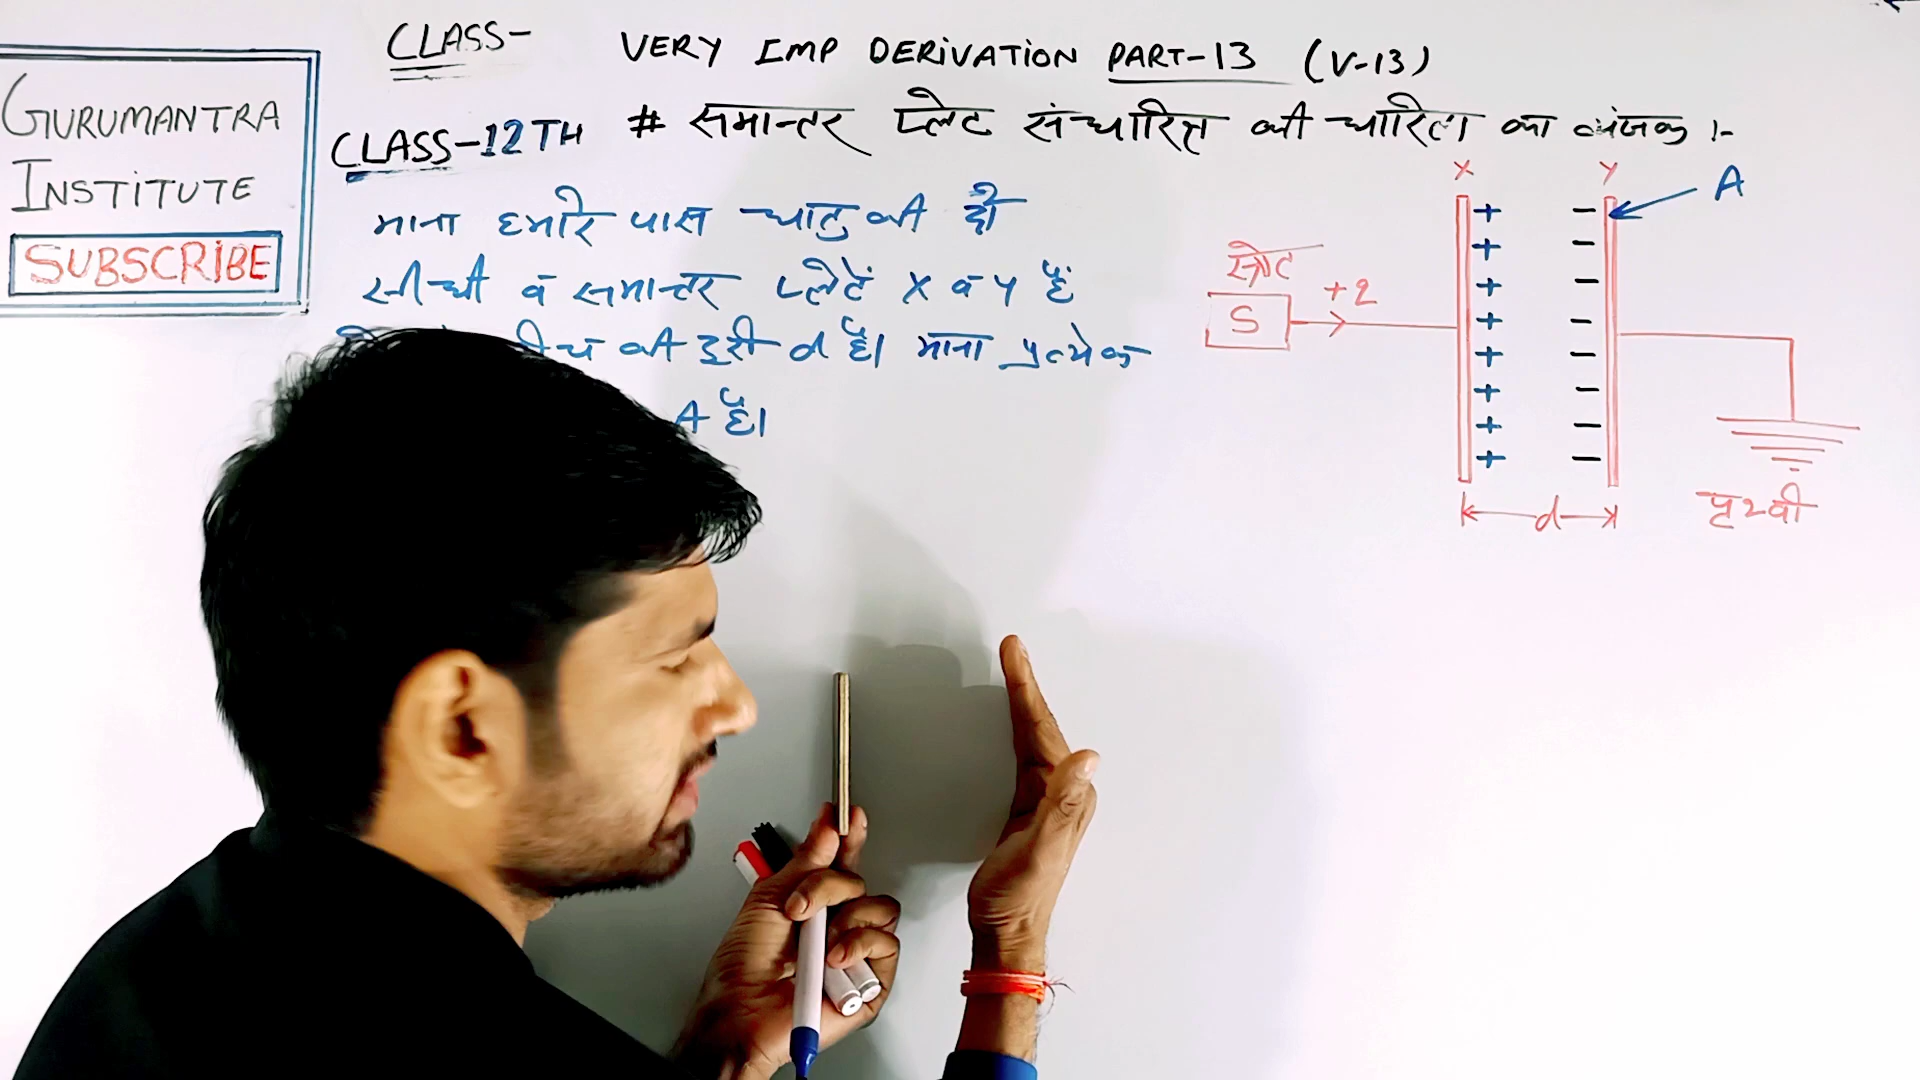 CLASS-
VERY IMP DERIVATION PART-13 (V-13)
GURUMANTRA
INSTITUTE
SUBSCRIBE
CLASS-12TH
# समान्तर प्लेट संधारित्र की धारिता का व्यंजक :-
माना हमारे पास धातु की दो
सीधी व समान्तर प्लेटें X व Y हैं
बीच की दूरी d है। माना प्रत्येक
A है।
X
Y
A
+ + + + + + + +
- - - - - - - -
स्रोत
S
+2
d
पृथ्वी